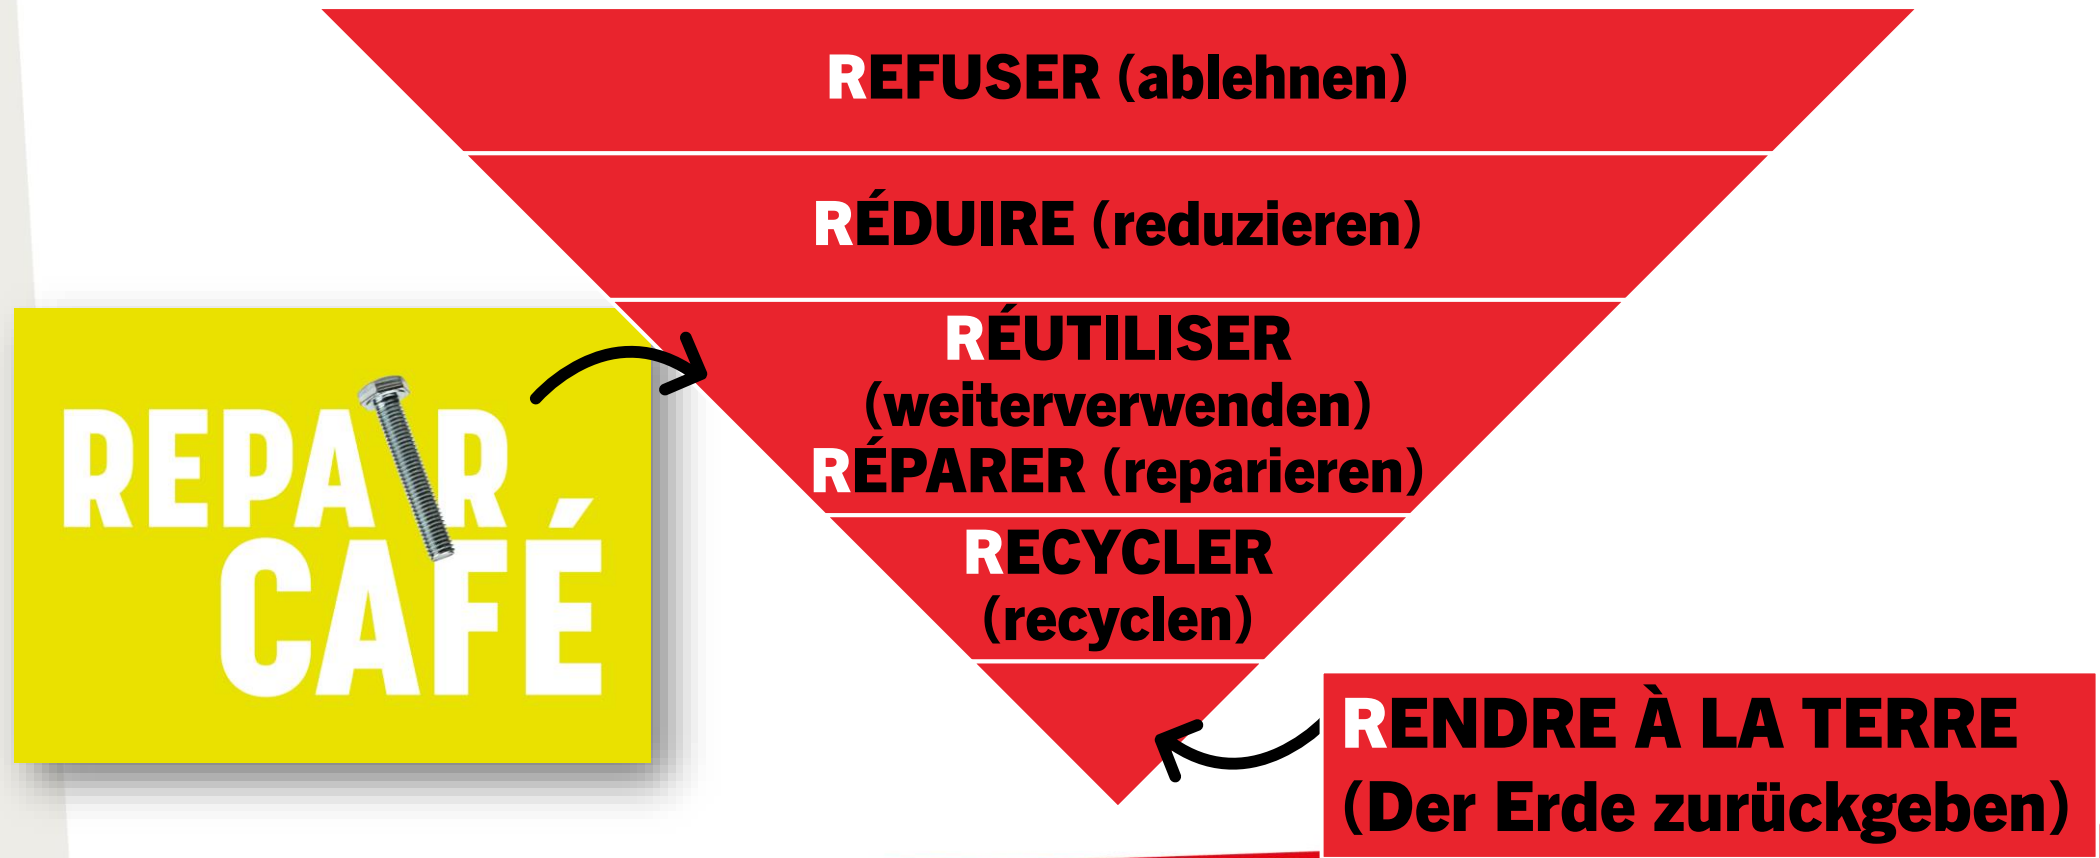 REFUSER (ablehnen)
RÉDUIRE (reduzieren)
RÉUTILISER
(weiterverwenden)
RÉPARER (reparieren)
RECYCLER
(recyclen)
RENDRE À LA TERRE
(Der Erde zurückgeben)
REPAIR
CAFÉ